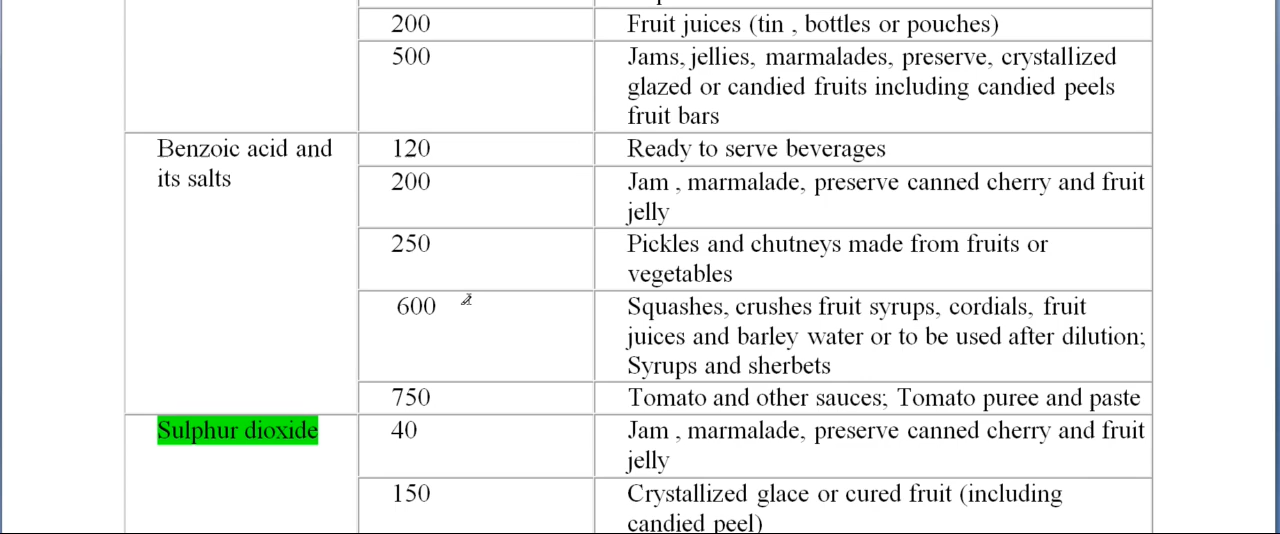 200 Fruit juices (tin , bottles or pouches)
500 Jams, jellies, marmalades, preserve, crystallized
glazed or candied fruits including candied peels
fruit bars
Benzoic acid and 120 Ready to serve beverages
its salts
200 Jam , marmalade, preserve canned cherry and fruit
jelly
250 Pickles and chutneys made from fruits or
vegetables
600 Squashes, crushes fruit syrups, cordials, fruit
juices and barley water or to be used after dilution;
Syrups and sherbets
750 Tomato and other sauces; Tomato puree and paste
Sulphur dioxide 40 Jam , marmalade, preserve canned cherry and fruit
jelly
150 Crystallized glace or cured fruit (including
candied peel)